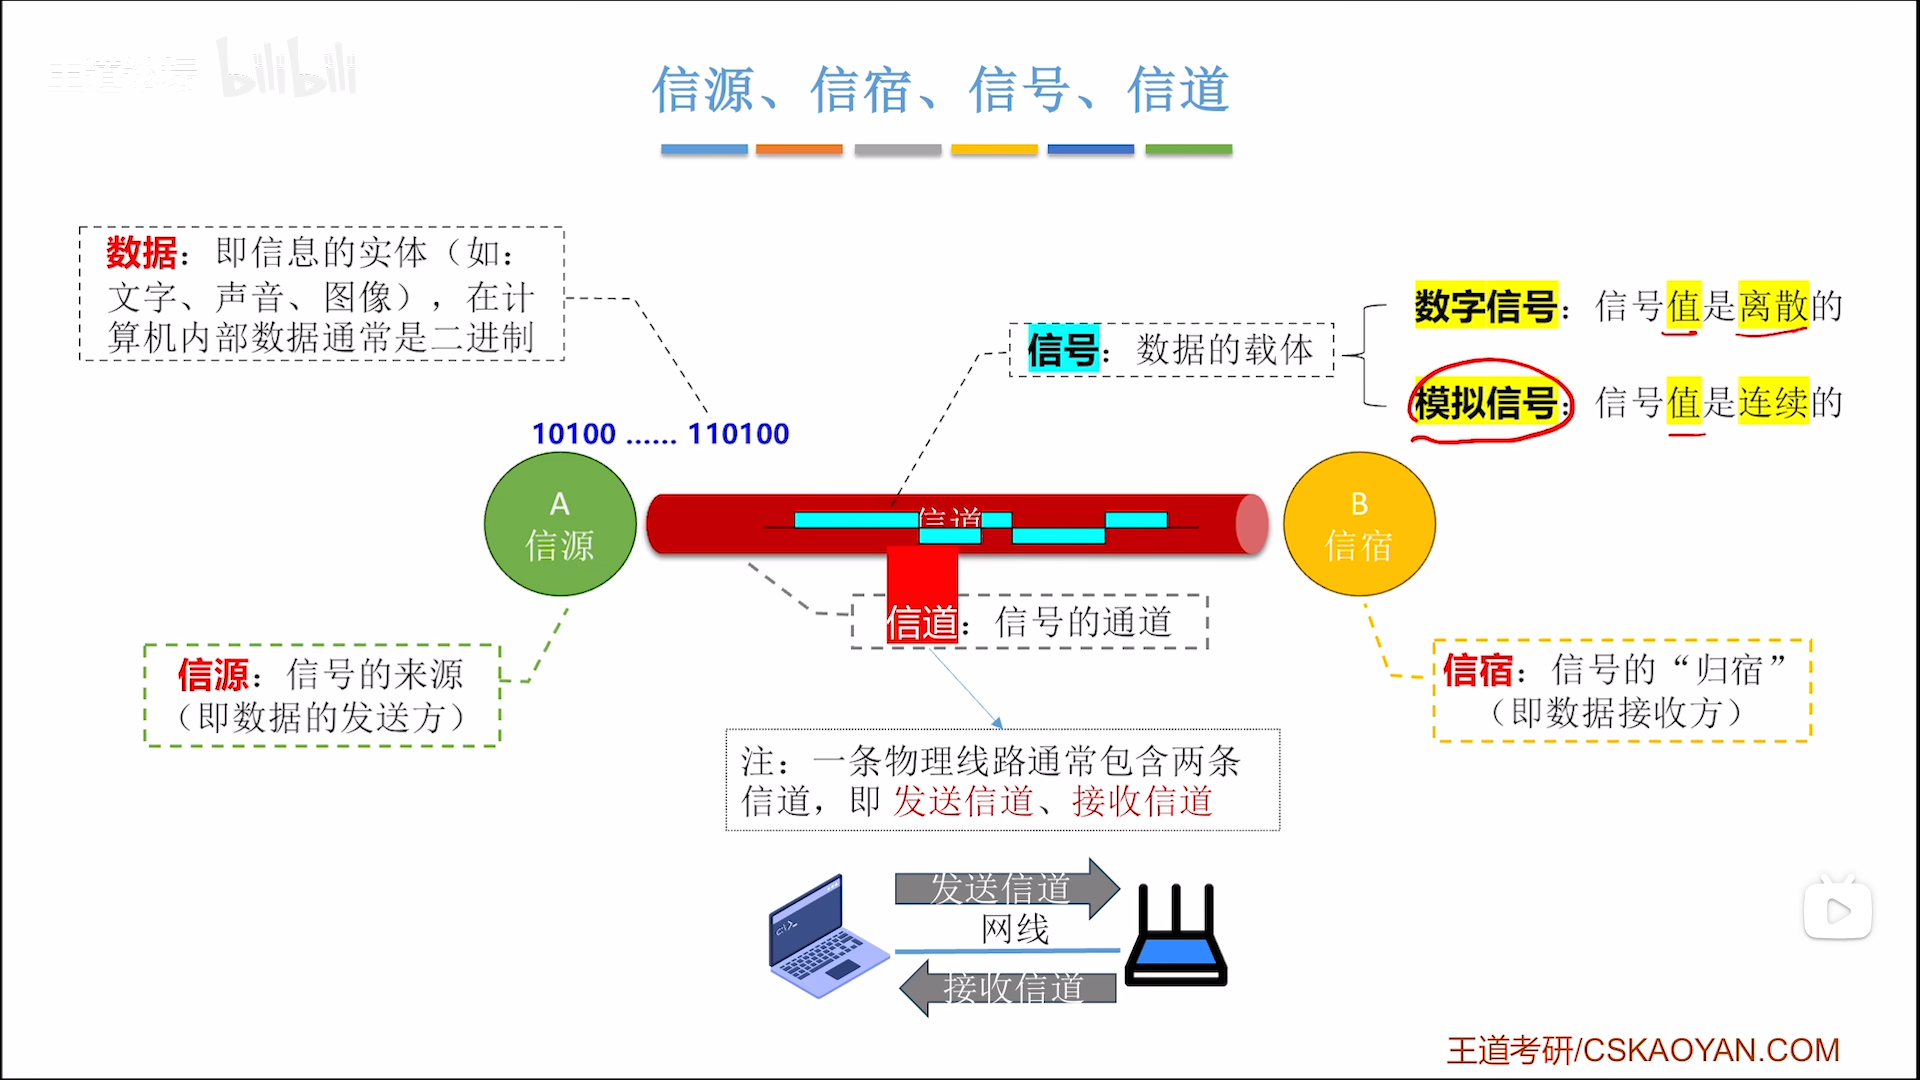 王道论坛 bilibili
信源、信宿、信号、信道
数据：即信息的实体（如：
文字、声音、图像），在计
算机内部数据通常是二进制
信号：数据的载体
数字信号：信号值是离散的
模拟信号：信号值是连续的
10100 ...... 110100
A
信源
信道
B
信宿
信道：信号的通道
信源：信号的来源
（即数据的发送方）
信宿：信号的“归宿”
（即数据接收方）
注：一条物理线路通常包含两条
信道，即 发送信道、接收信道
发送信道
网线
接收信道
王道考研/CSKAOYAN.COM